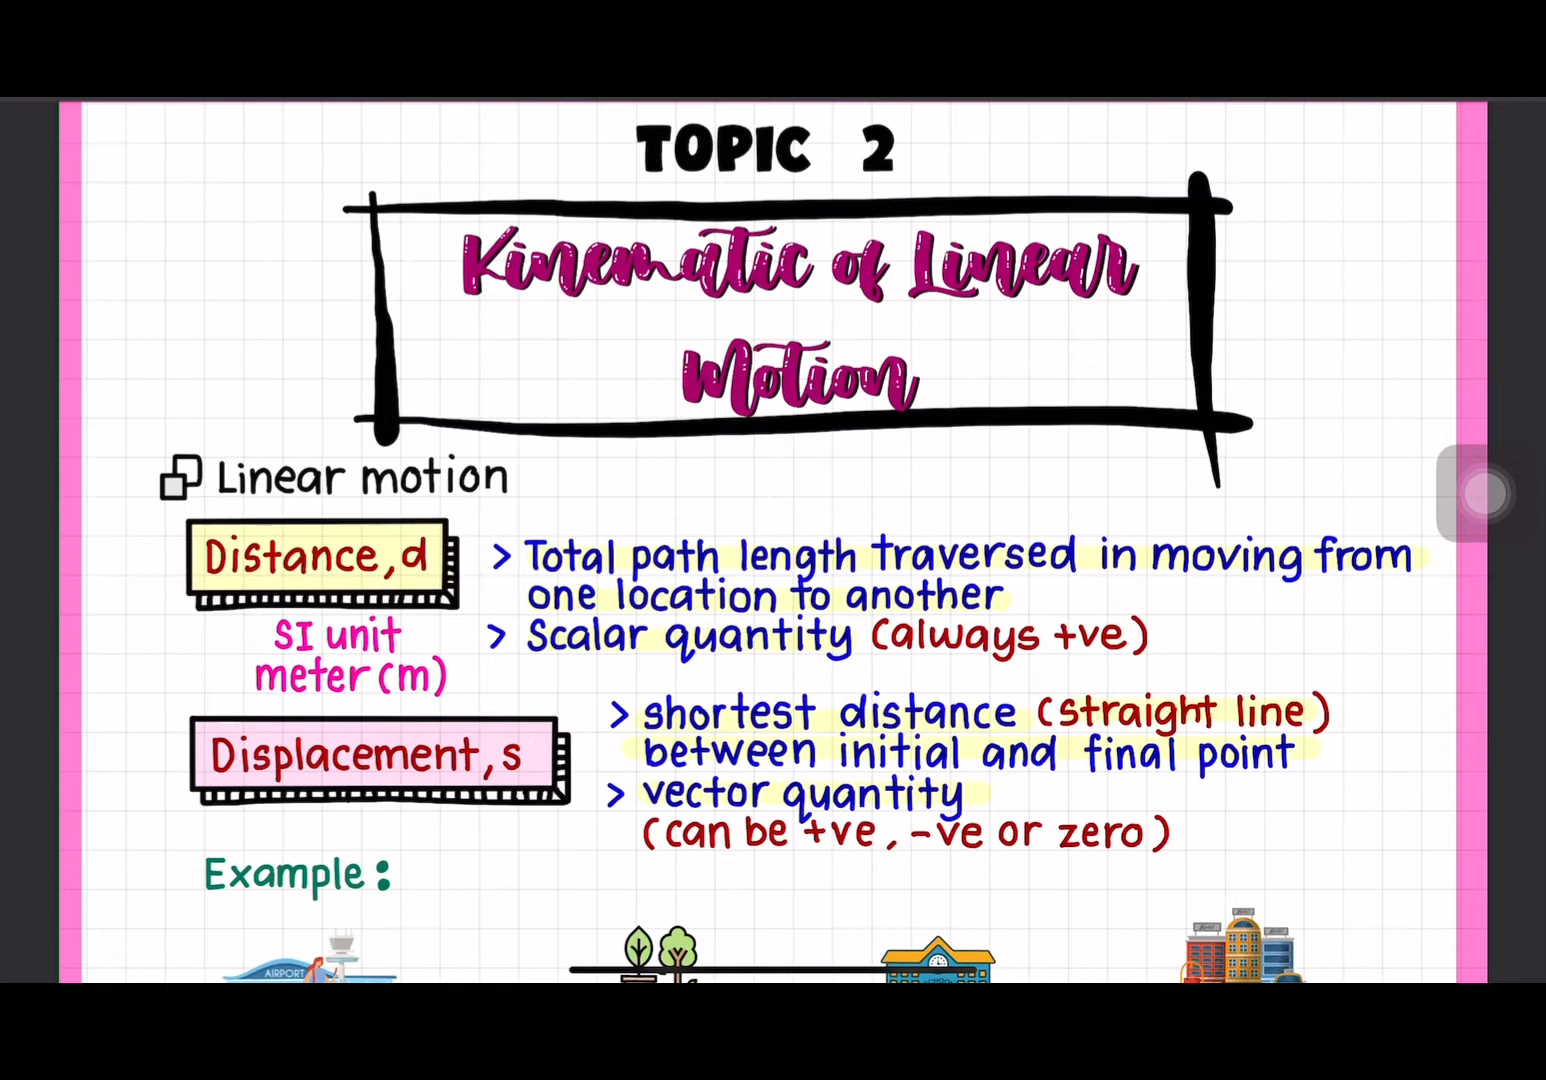 TOPIC 2
Kinematic of Linear
Motion
Linear motion
Distance, d
> Total path length traversed in moving from
one location to another
SI unit
meter (m)
> Scalar quantity (always +ve)
Displacement, s
> shortest distance (straight line)
between initial and final point
> vector quantity
(can be +ve, -ve or zero)
Example:
AIRPORT